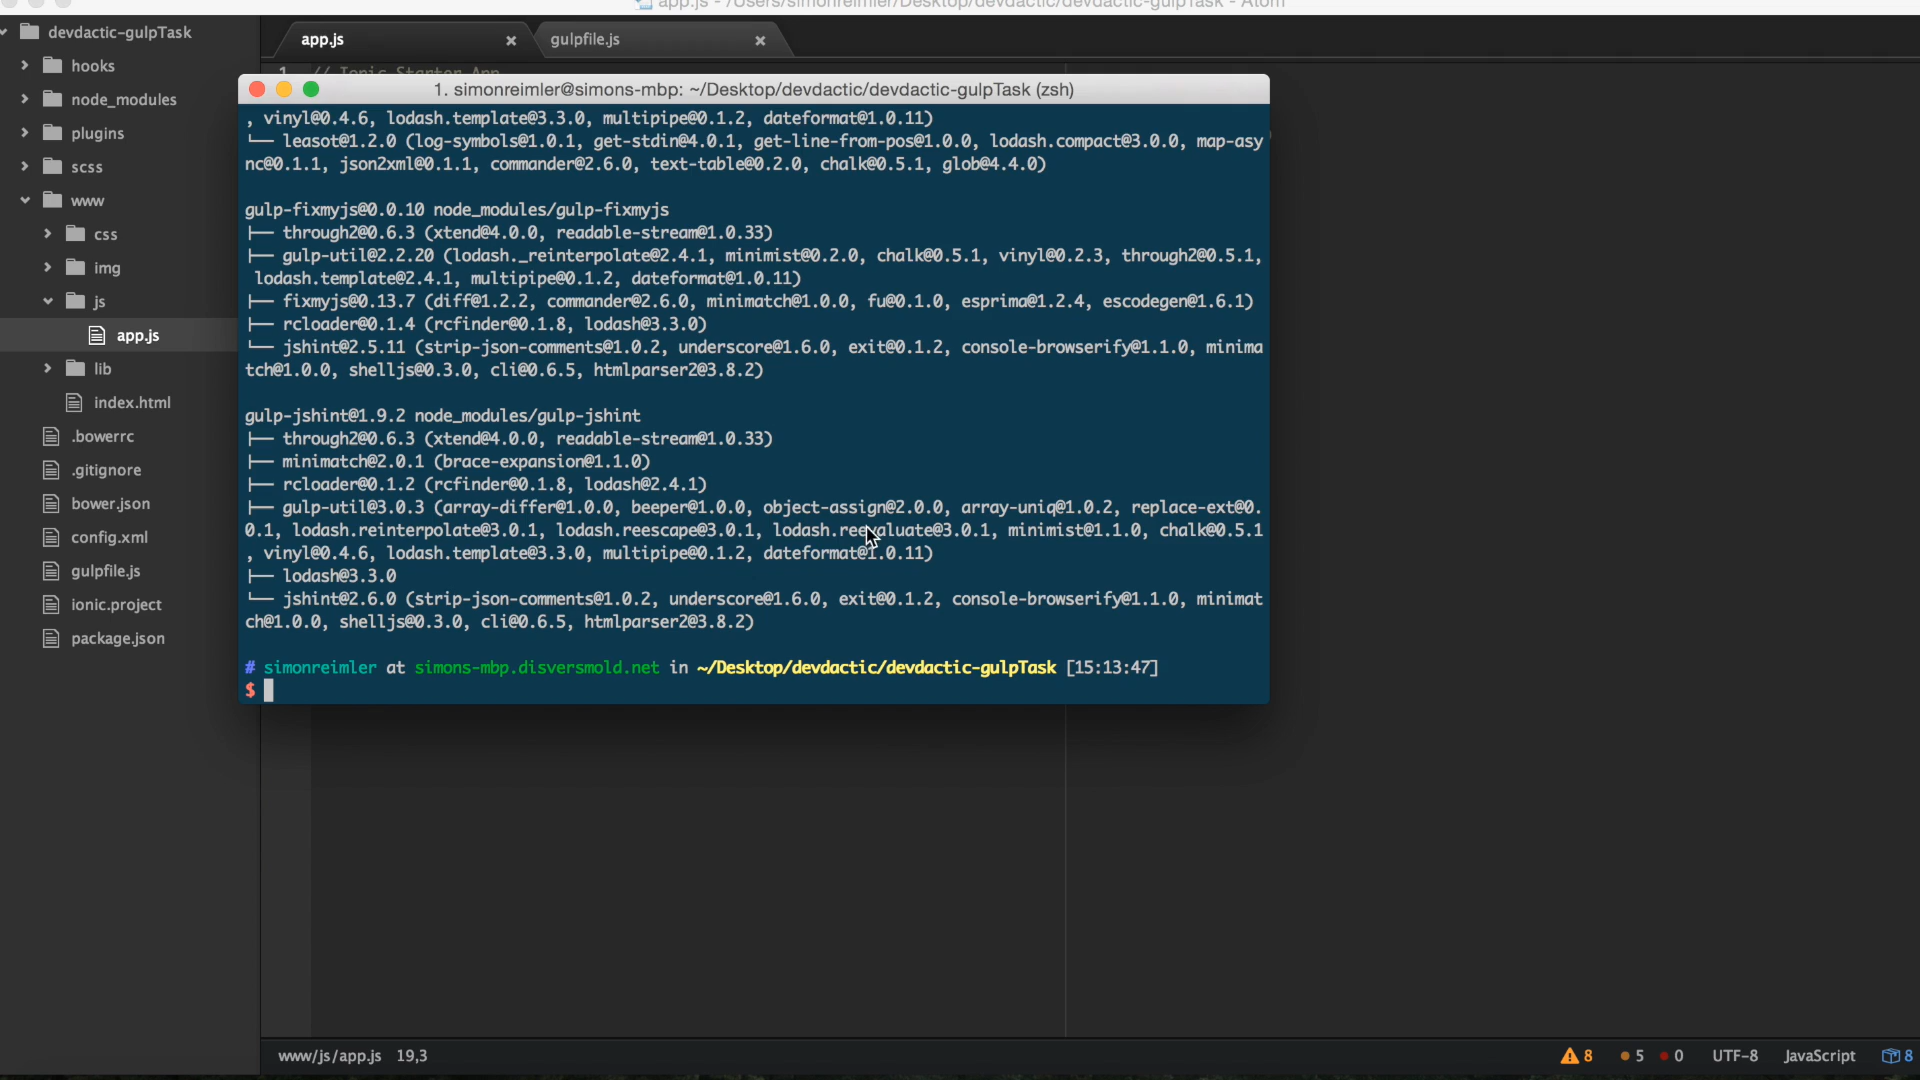 app.js - /Users/simonreimler/Desktop/devdactic/devdactic-gulpTask - Atom
devdactic-gulpTask
hooks
node_modules
plugins
scss
www
css
img
js
app.js
lib
index.html
.bowerrc
.gitignore
bower.json
config.xml
gulpfile.js
ionic.project
package.json
app.js
gulpfile.js
1 // Ionic Starter App
1. simonreimler@simons-mbp: ~/Desktop/devdactic/devdactic-gulpTask (zsh)
, vinyl@0.4.6, lodash.template@3.3.0, multipipe@0.1.2, dateformat@1.0.11)
└── leasot@1.2.0 (log-symbols@1.0.1, get-stdin@4.0.1, get-line-from-pos@1.0.0, lodash.compact@3.0.0, map-asy
nc@0.1.1, json2xml@0.1.1, commander@2.6.0, text-table@0.2.0, chalk@0.5.1, glob@4.4.0)
gulp-fixmyjs@0.0.10 node_modules/gulp-fixmyjs
├── through2@0.6.3 (xtend@4.0.0, readable-stream@1.0.33)
├── gulp-util@2.2.20 (lodash._reinterpolate@2.4.1, minimist@0.2.0, chalk@0.5.1, vinyl@0.2.3, through2@0.5.1,
lodash.template@2.4.1, multipipe@0.1.2, dateformat@1.0.11)
├── fixmyjs@0.13.7 (diff@1.2.2, commander@2.6.0, minimatch@1.0.0, fu@0.1.0, esprima@1.2.4, escodegen@1.6.1)
├── rcloader@0.1.4 (rcfinder@0.1.8, lodash@3.3.0)
└── jshint@2.5.11 (strip-json-comments@1.0.2, underscore@1.6.0, exit@0.1.2, console-browserify@1.1.0, minima
tch@1.0.0, shelljs@0.3.0, cli@0.6.5, htmlparser2@3.8.2)
gulp-jshint@1.9.2 node_modules/gulp-jshint
├── through2@0.6.3 (xtend@4.0.0, readable-stream@1.0.33)
├── minimatch@2.0.1 (brace-expansion@1.1.0)
├── rcloader@0.1.2 (rcfinder@0.1.8, lodash@2.4.1)
├── gulp-util@3.0.3 (array-differ@1.0.0, beeper@1.0.0, object-assign@2.0.0, array-uniq@1.0.2, replace-ext@0.
0.1, lodash.reinterpolate@3.0.1, lodash.reescape@3.0.1, lodash.reevaluate@3.0.1, minimist@1.1.0, chalk@0.5.1
, vinyl@0.4.6, lodash.template@3.3.0, multipipe@0.1.2, dateformat@1.0.11)
├── lodash@3.3.0
└── jshint@2.6.0 (strip-json-comments@1.0.2, underscore@1.6.0, exit@0.1.2, console-browserify@1.1.0, minimat
ch@1.0.0, shelljs@0.3.0, cli@0.6.5, htmlparser2@3.8.2)
# simonreimler at simons-mbp.disversmold.net in ~/Desktop/devdactic/devdactic-gulpTask [15:13:47]
$
www/js/app.js 19,3
8 5 0 UTF-8 JavaScript 8